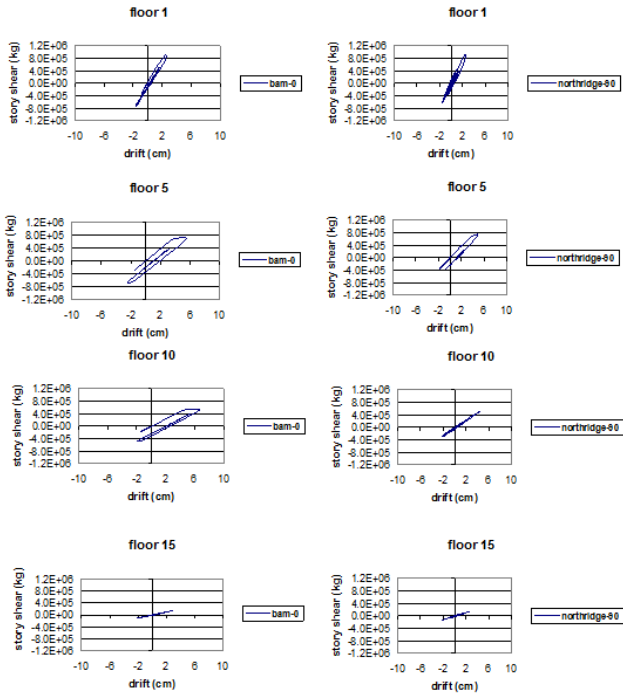 floor 1
story shear (kg)
1.2E+06
8.0E+05
4.0E+05
0.0E+00
-4.0E+05
-8.0E+05
-1.2E+06
-10 -6 -2 2 6 10
drift (cm)
bam-0
floor 1
story shear (kg)
1.2E+06
8.0E+05
4.0E+05
0.0E+00
-4.0E+05
-8.0E+05
-1.2E+06
-10 -6 -2 2 6 10
drift (cm)
northridge-90
floor 5
story shear (kg)
1.2E+06
8.0E+05
4.0E+05
0.0E+00
-4.0E+05
-8.0E+05
-1.2E+06
-10 -6 -2 2 6 10
drift (cm)
bam-0
floor 5
story shear (kg)
1.2E+06
8.0E+05
4.0E+05
0.0E+00
-4.0E+05
-8.0E+05
-1.2E+06
-10 -6 -2 2 6 10
drift (cm)
northridge-90
floor 10
story shear (kg)
1.2E+06
8.0E+05
4.0E+05
0.0E+00
-4.0E+05
-8.0E+05
-1.2E+06
-10 -6 -2 2 6 10
drift (cm)
bam-0
floor 10
story shear (kg)
1.2E+06
8.0E+05
4.0E+05
0.0E+00
-4.0E+05
-8.0E+05
-1.2E+06
-10 -6 -2 2 6 10
drift (cm)
northridge-90
floor 15
story shear (kg)
1.2E+06
8.0E+05
4.0E+05
0.0E+00
-4.0E+05
-8.0E+05
-1.2E+06
-10 -6 -2 2 6 10
drift (cm)
bam-0
floor 15
story shear (kg)
1.2E+06
8.0E+05
4.0E+05
0.0E+00
-4.0E+05
-8.0E+05
-1.2E+06
-10 -6 -2 2 6 10
drift (cm)
northridge-90